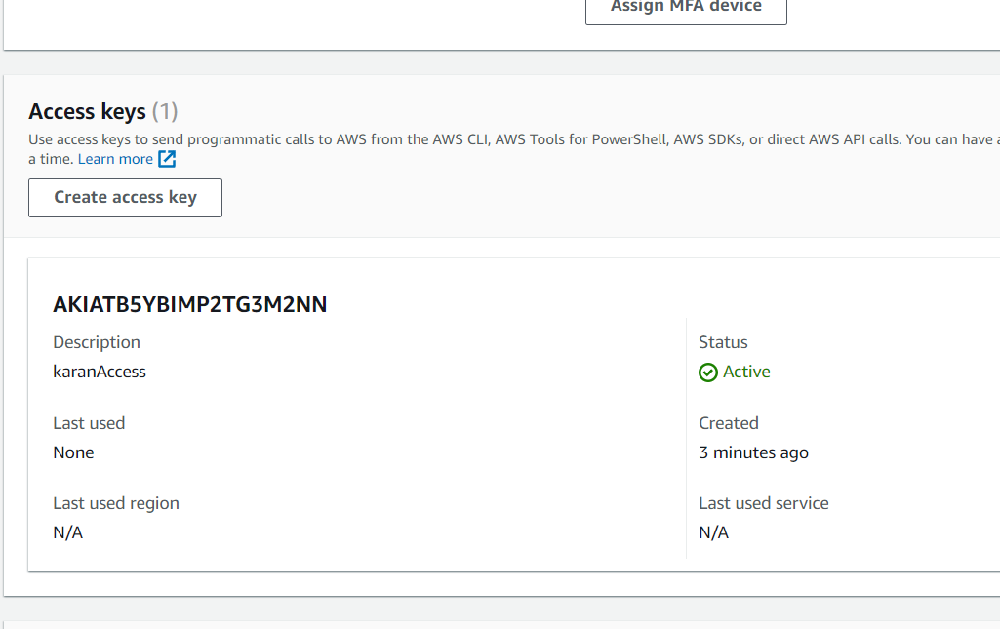 Assign MFA device
Access keys (1)
Use access keys to send programmatic calls to AWS from the AWS CLI, AWS Tools for PowerShell, AWS SDKs, or direct AWS API calls. You can have
a time. Learn more
Create access key
AKIATB5YBIMP2TG3M2NN
Description
karanAccess
Status
Active
Last used
None
Created
3 minutes ago
Last used region
N/A
Last used service
N/A